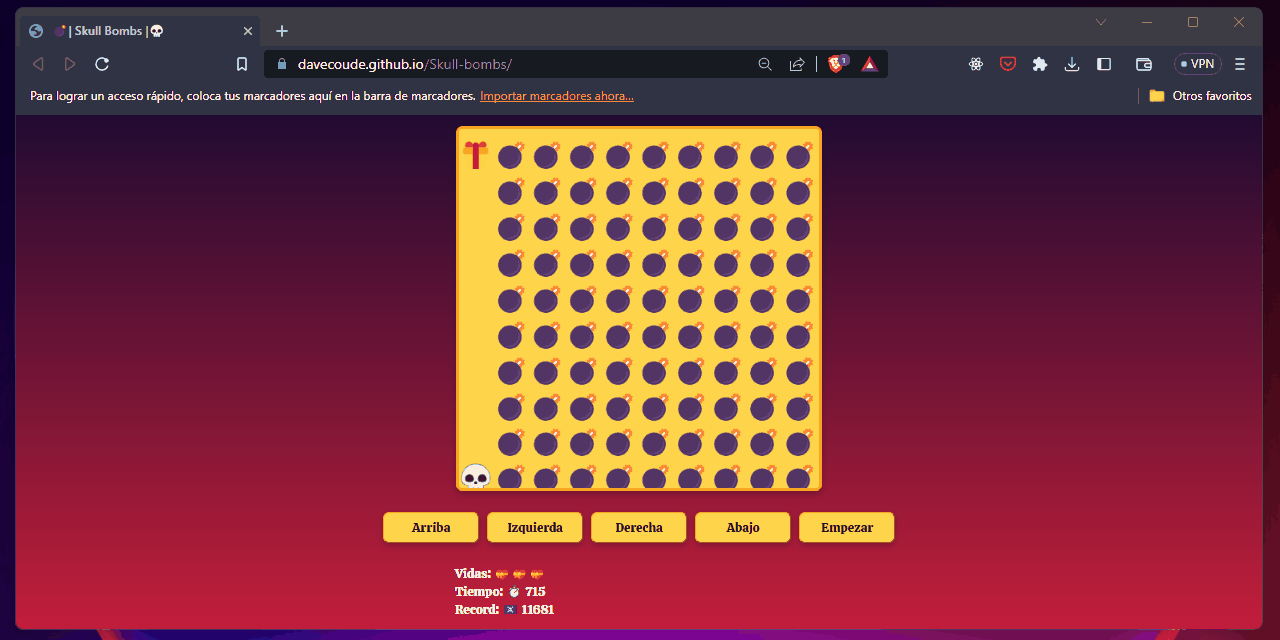 | Skull Bombs |
davecoude.github.io/Skull-bombs/
1
VPN
Para lograr un acceso rápido, coloca tus marcadores aquí en la barra de marcadores. Importar marcadores ahora...
Otros favoritos
Arriba
Izquierda
Derecha
Abajo
Empezar
Vidas:
Tiempo: 715
Record: 11681